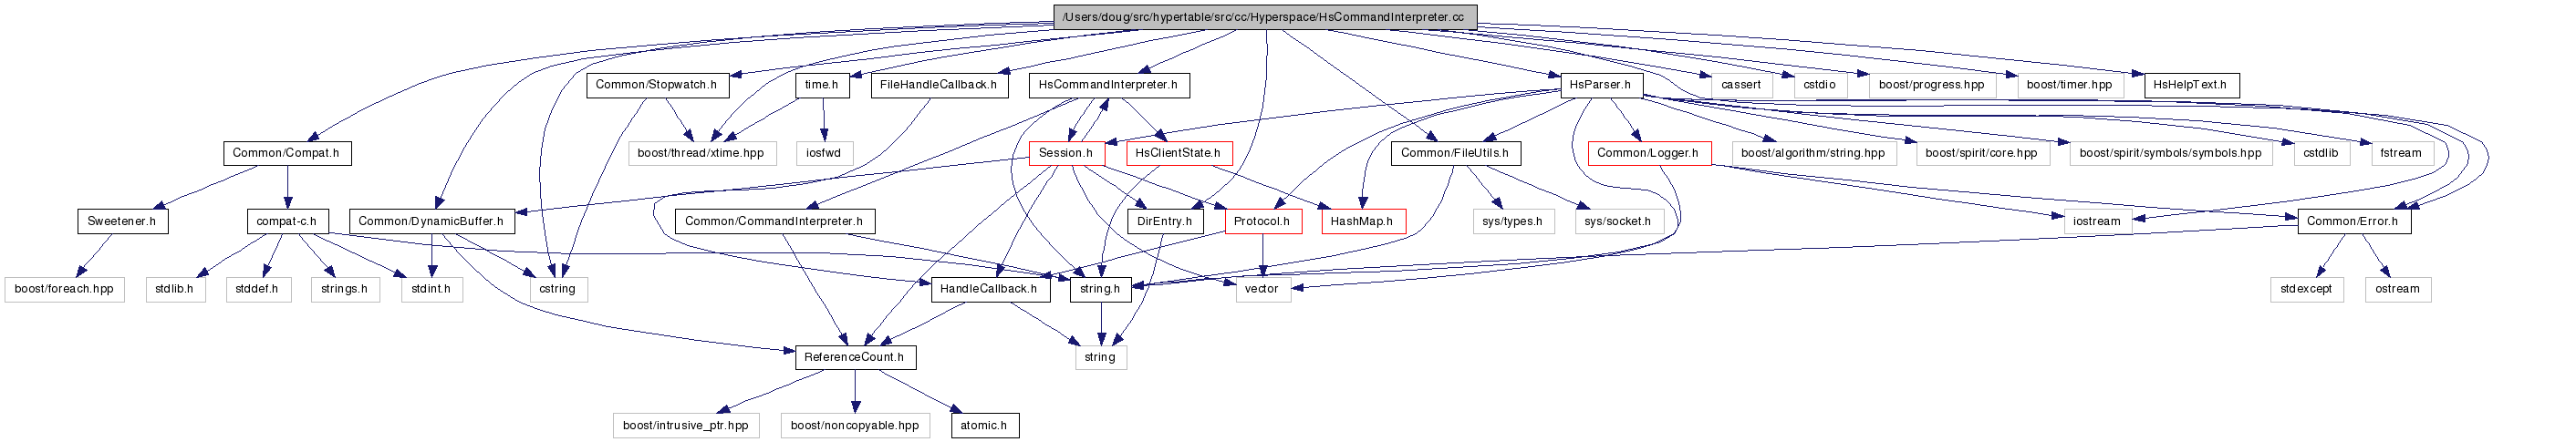 /Users/doug/src/hypertable/src/cc/Hyperspace/HsCommandInterpreter.cc
Common/Stopwatch.h
time.h
FileHandleCallback.h
HsCommandInterpreter.h
HsParser.h
cassert
cstdio
boost/progress.hpp
boost/timer.hpp
HsHelpText.h
Common/Compat.h
boost/thread/xtime.hpp
iosfwd
Session.h
HsClientState.h
Common/FileUtils.h
Common/Logger.h
boost/algorithm/string.hpp
boost/spirit/core.hpp
boost/spirit/symbols/symbols.hpp
cstdlib
fstream
Sweetener.h
compat-c.h
Common/DynamicBuffer.h
Common/CommandInterpreter.h
DirEntry.h
Protocol.h
HashMap.h
sys/types.h
sys/socket.h
iostream
Common/Error.h
boost/foreach.hpp
stdlib.h
stddef.h
strings.h
stdint.h
cstring
HandleCallback.h
string.h
vector
stdexcept
ostream
ReferenceCount.h
string
boost/intrusive_ptr.hpp
boost/noncopyable.hpp
atomic.h